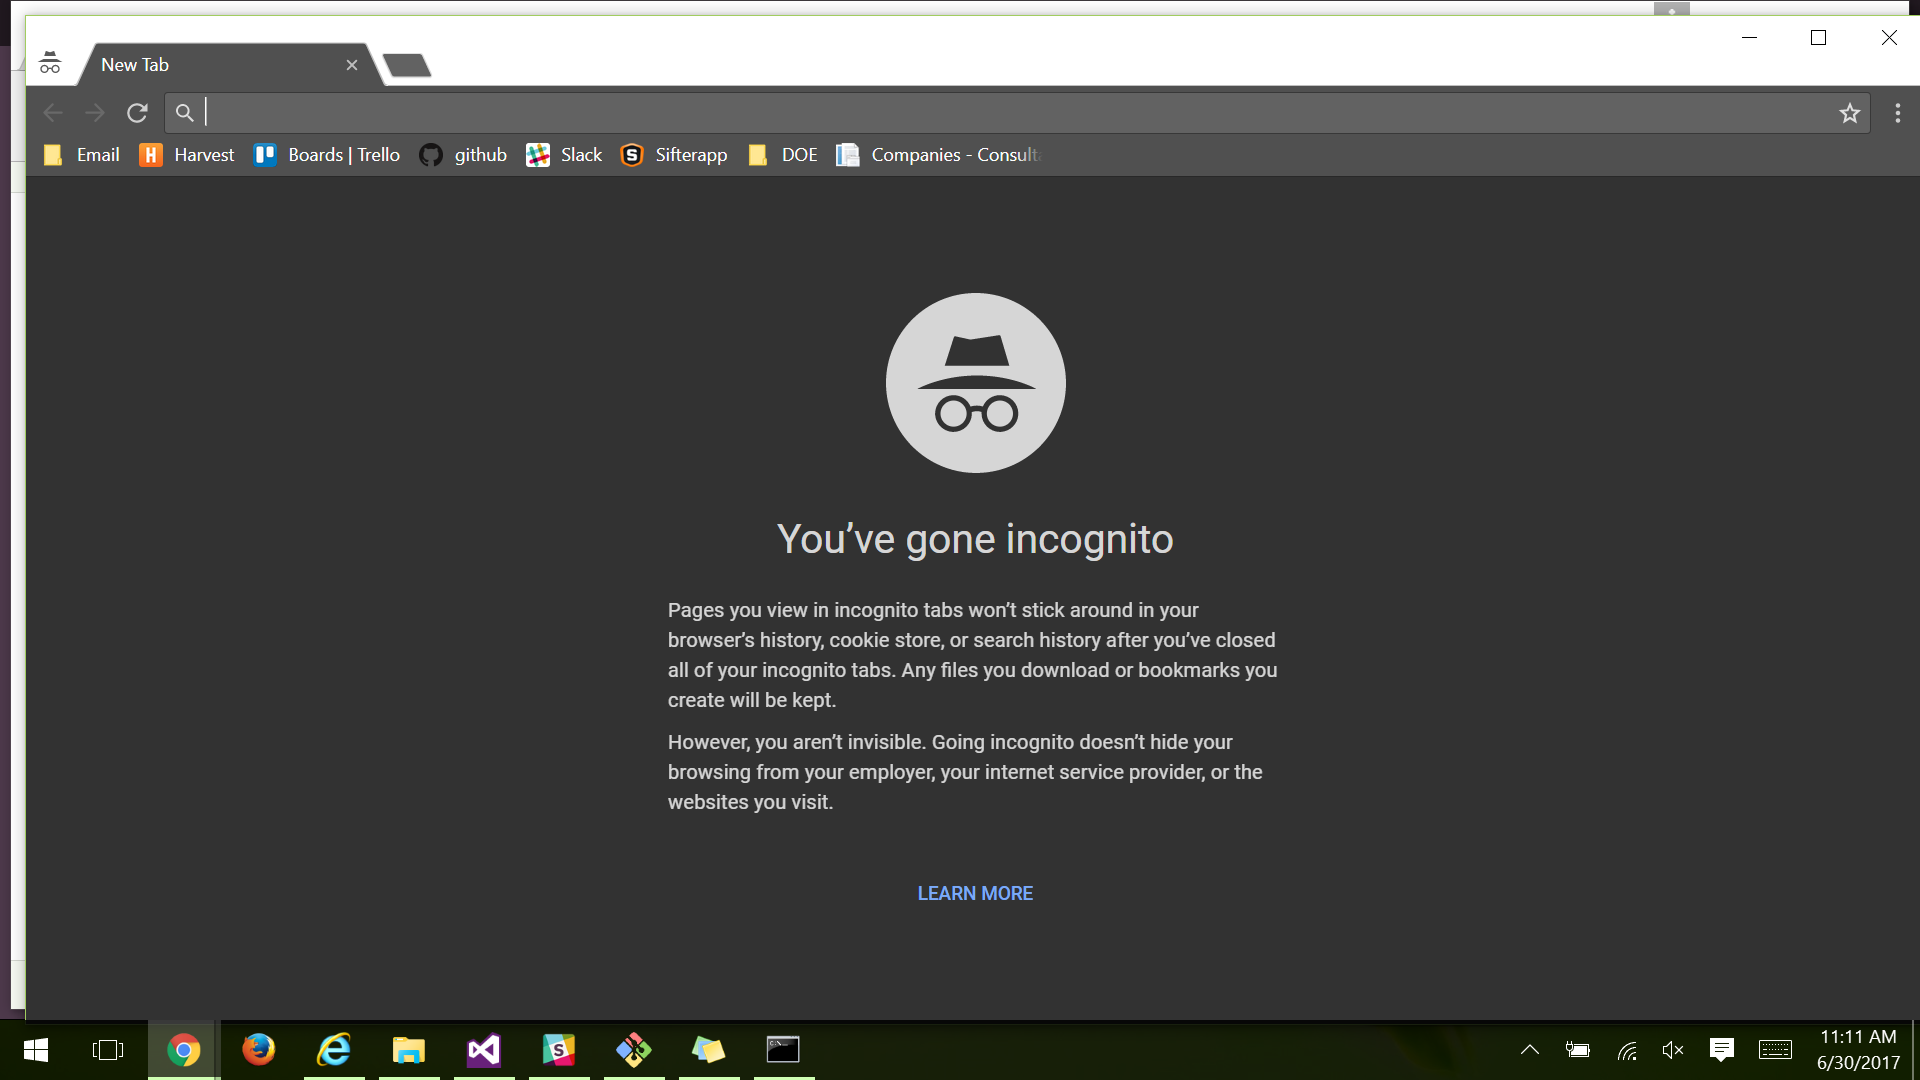 New Tab
Email Harvest Boards | Trello github Slack Sifterapp DOE Companies - Consult
You’ve gone incognito
Pages you view in incognito tabs won’t stick around in your
browser’s history, cookie store, or search history after you’ve closed
all of your incognito tabs. Any files you download or bookmarks you
create will be kept.
However, you aren’t invisible. Going incognito doesn’t hide your
browsing from your employer, your internet service provider, or the
websites you visit.
LEARN MORE
11:11 AM
6/30/2017